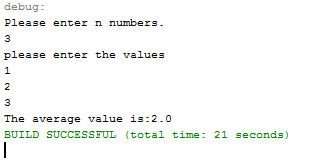 debug:
Please enter n numbers.
3
please enter the values
1
2
3
The average value is:2.0
BUILD SUCCESSFUL (total time: 21 seconds)